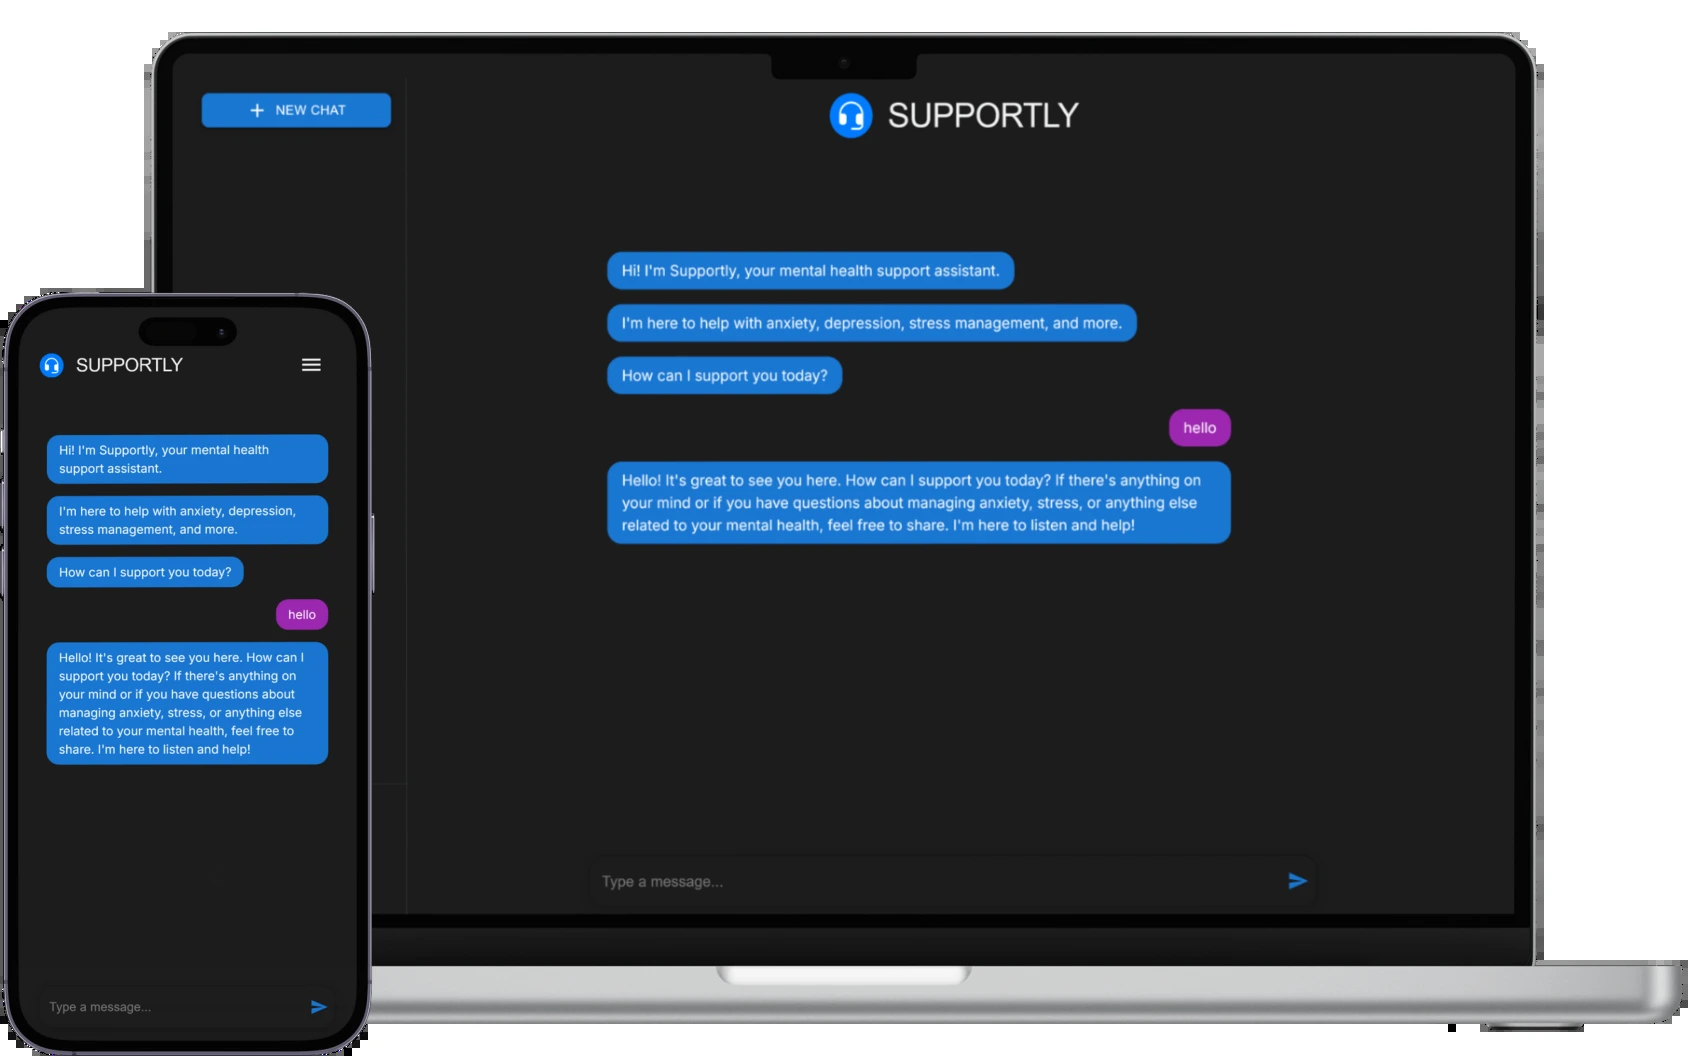 NEW CHAT
SUPPORTLY
Hi! I'm Supportly, your mental health support assistant.
I'm here to help with anxiety, depression, stress management, and more.
How can I support you today?
hello
Hello! It's great to see you here. How can I support you today? If there's anything on
your mind or if you have questions about managing anxiety, stress, or anything else
related to your mental health, feel free to share. I'm here to listen and help!
Type a message...
SUPPORTLY
Hi! I'm Supportly, your mental health
support assistant.
I'm here to help with anxiety, depression,
stress management, and more.
How can I support you today?
hello
Hello! It's great to see you here. How can I
support you today? If there's anything on
your mind or if you have questions about
managing anxiety, stress, or anything else
related to your mental health, feel free to
share. I'm here to listen and help!
Type a message...